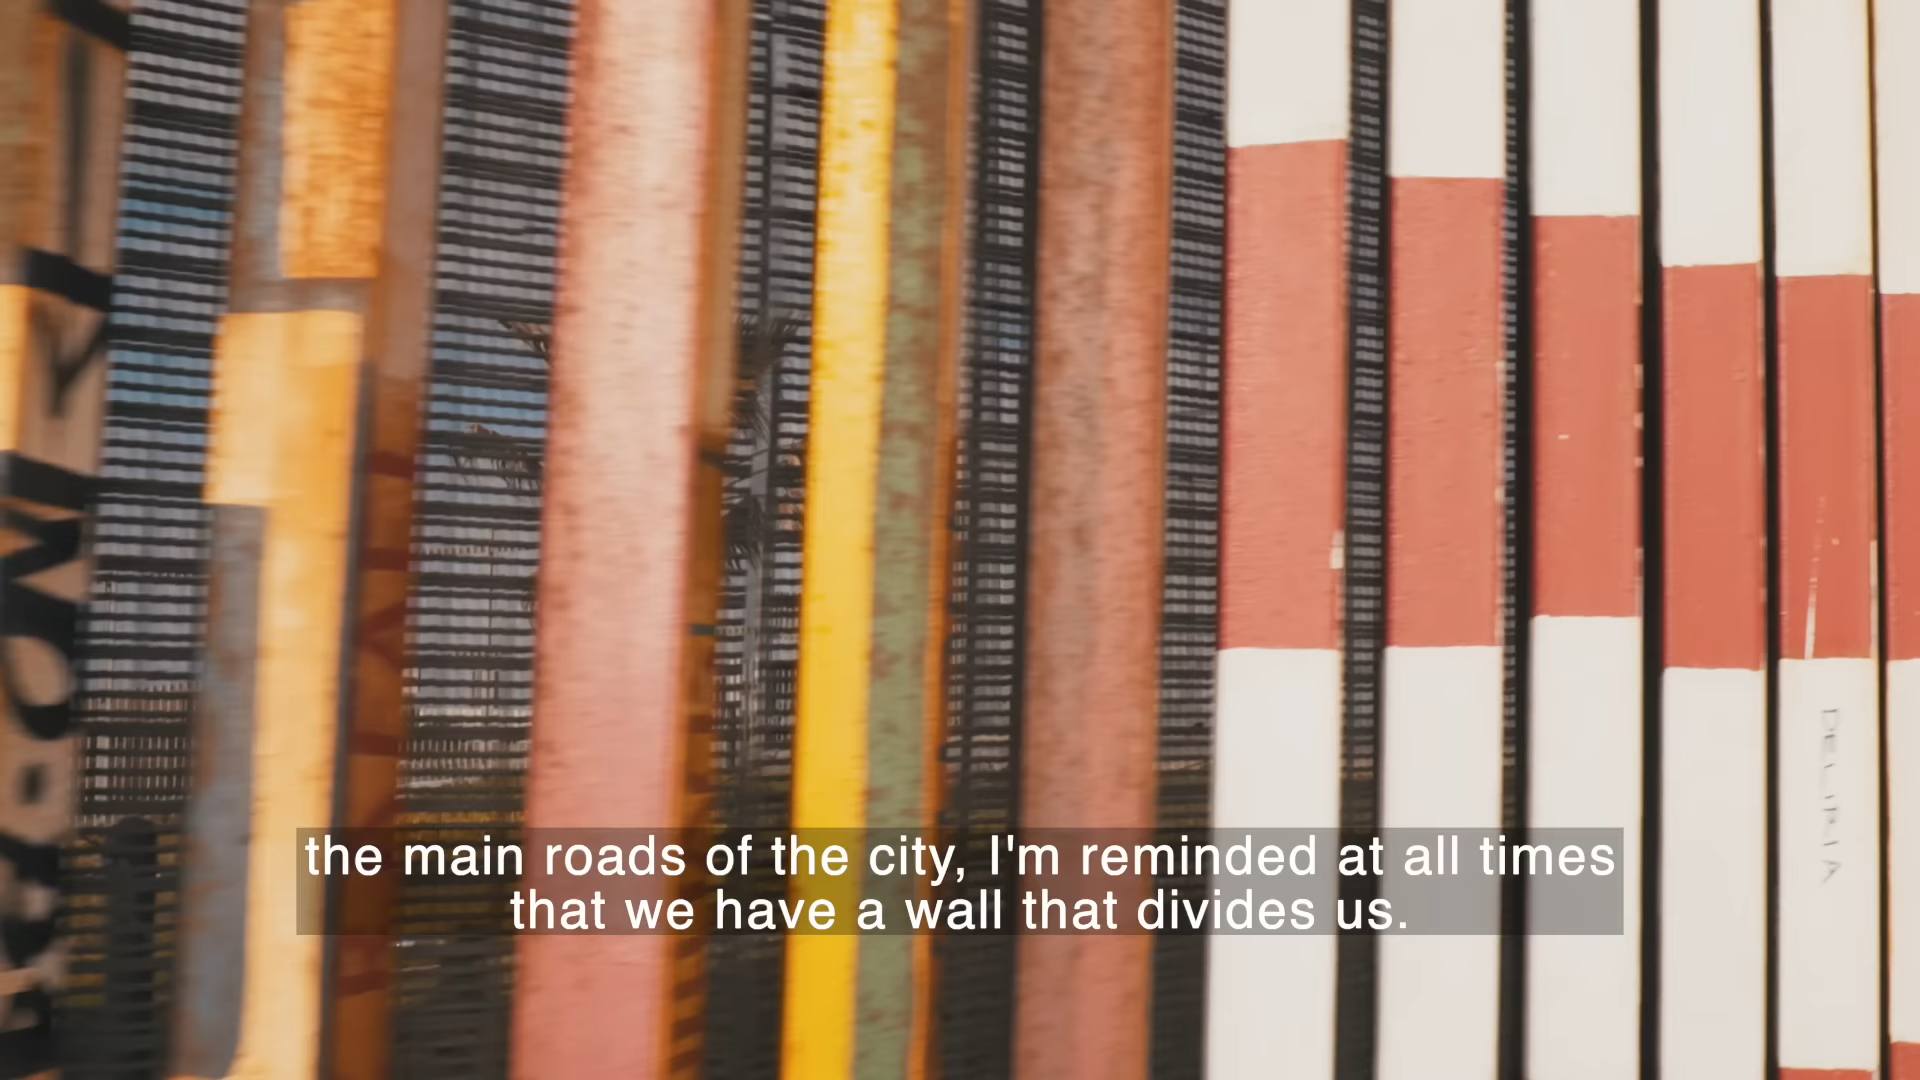 the main roads of the city, I'm reminded at all times
that we have a wall that divides us.